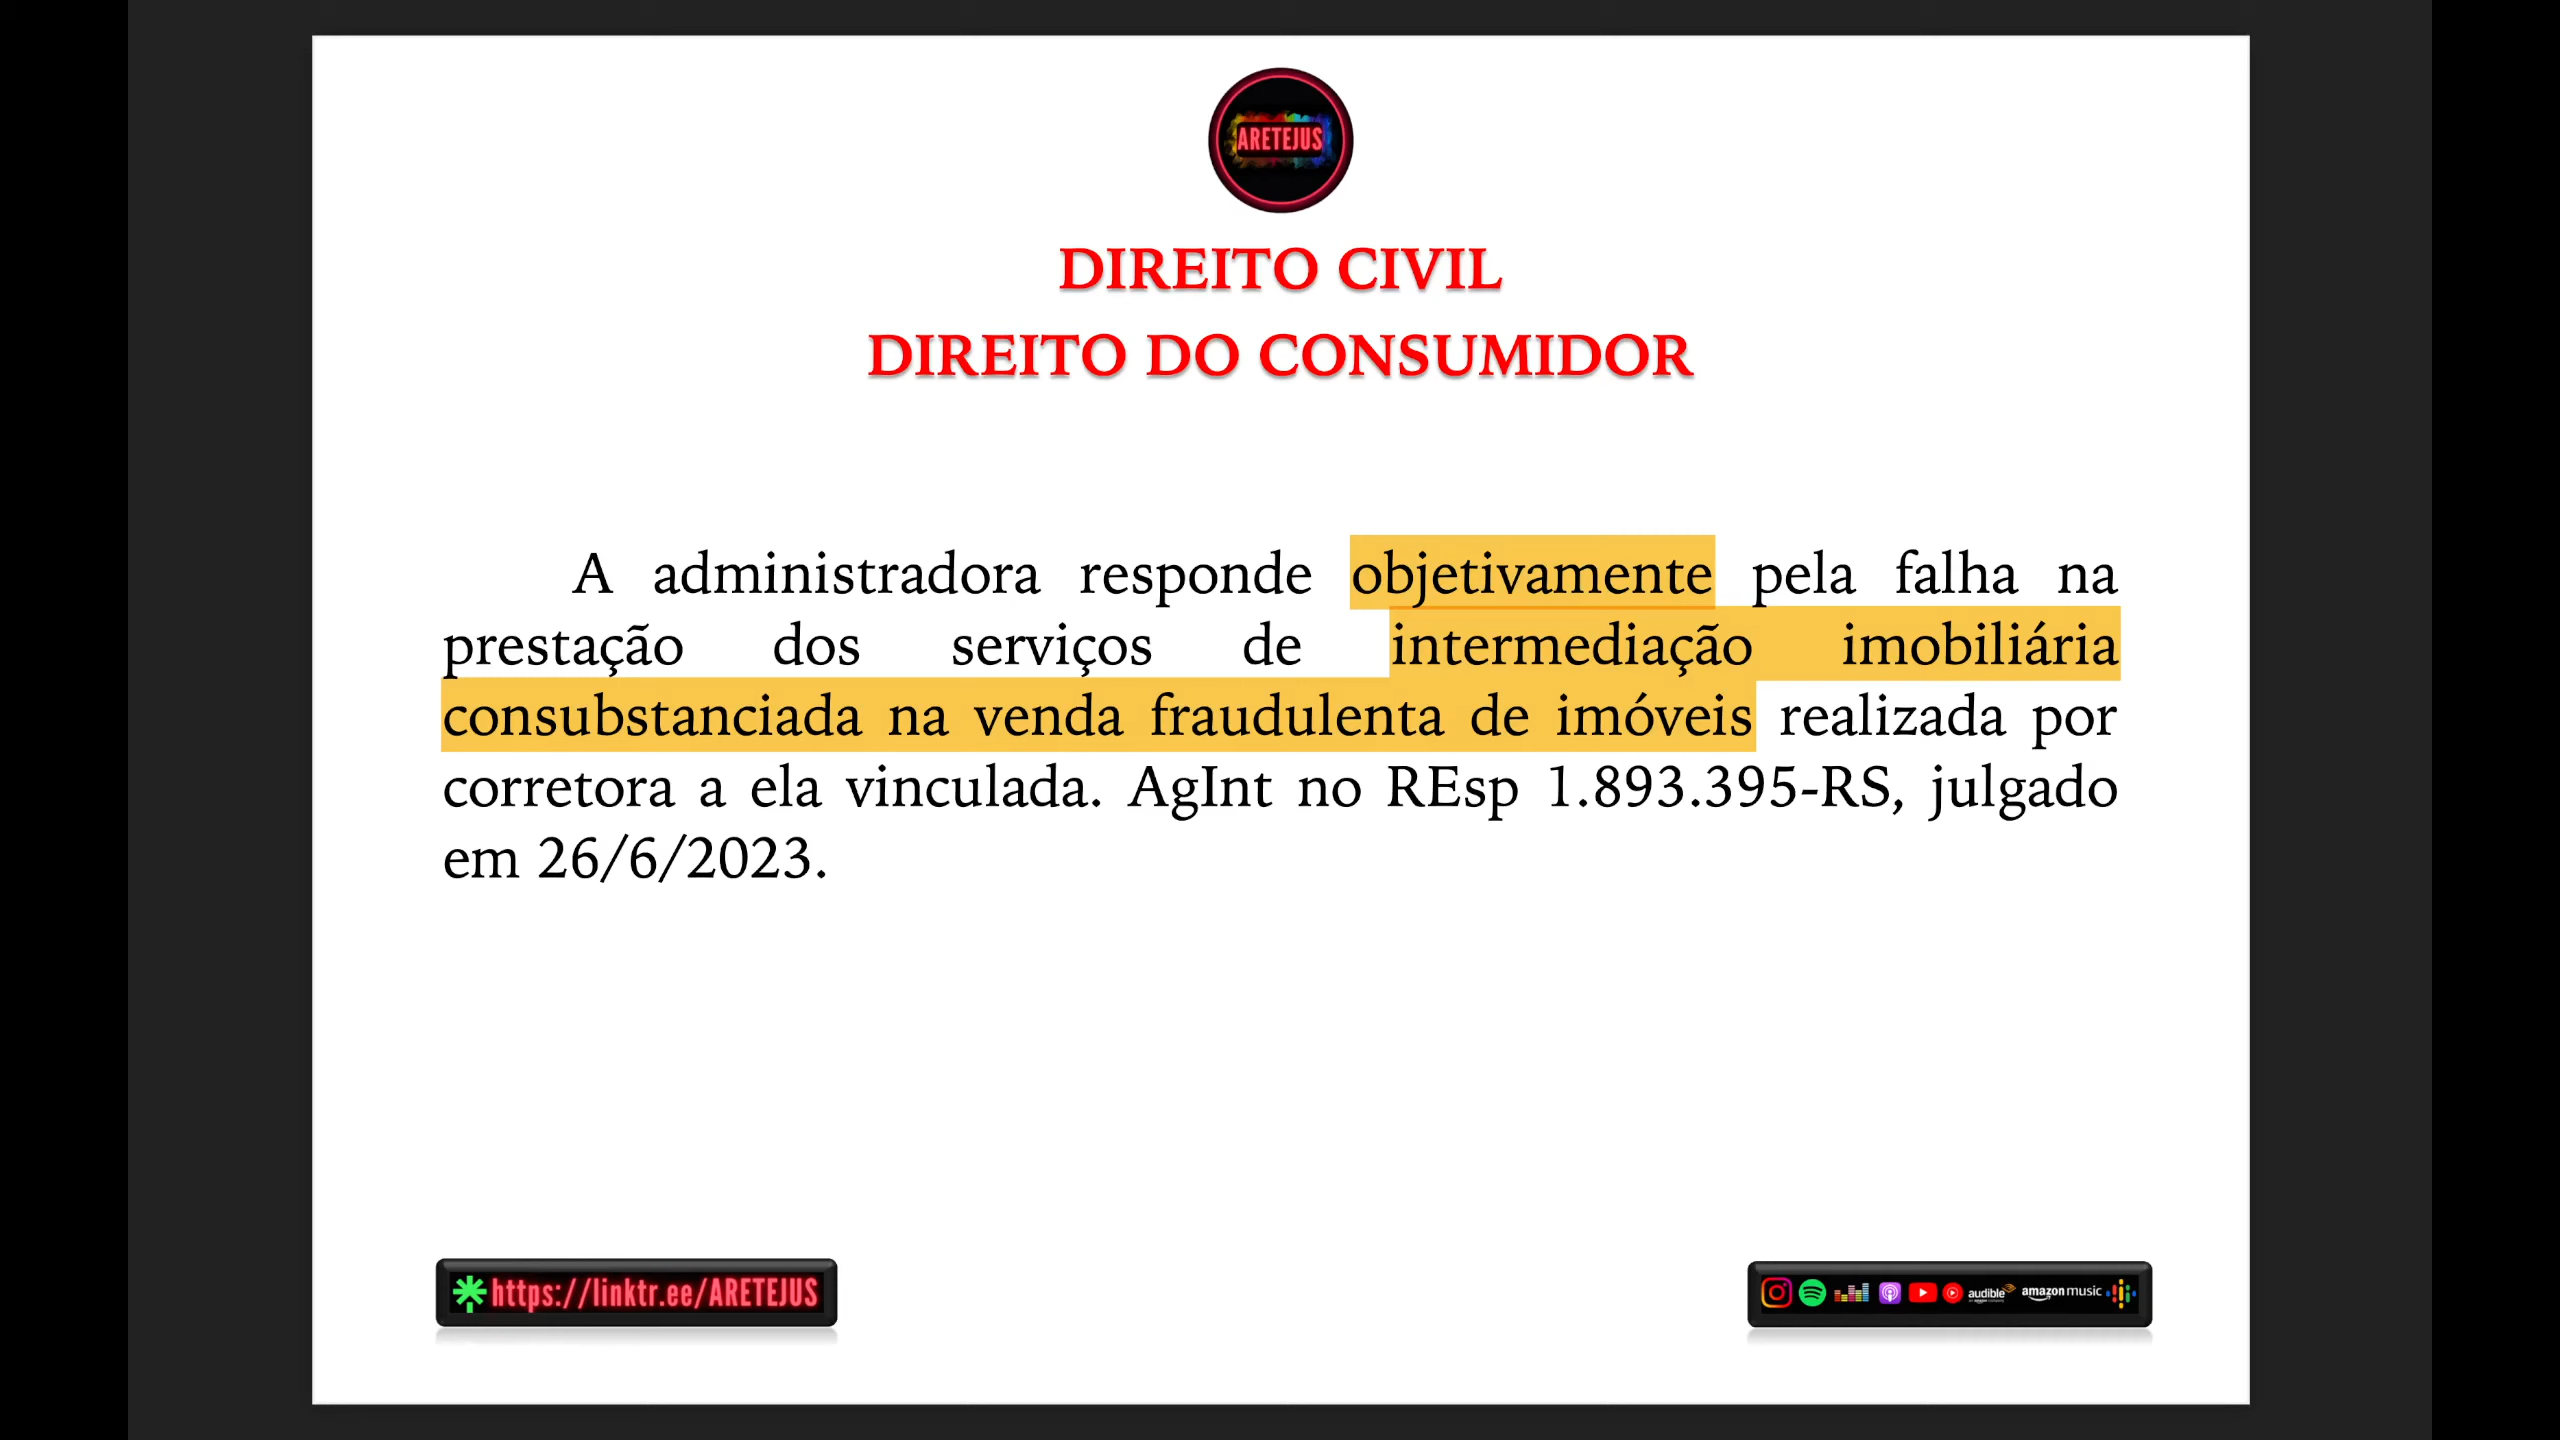 ARETEJUS
DIREITO CIVIL
DIREITO DO CONSUMIDOR
A administradora responde objetivamente pela falha na
prestação dos serviços de intermediação imobiliária
consubstanciada na venda fraudulenta de imóveis realizada por
corretora a ela vinculada. AgInt no REsp 1.893.395-RS, julgado
em 26/6/2023.
https://linktr.ee/ARETEJUS
audible amazon music